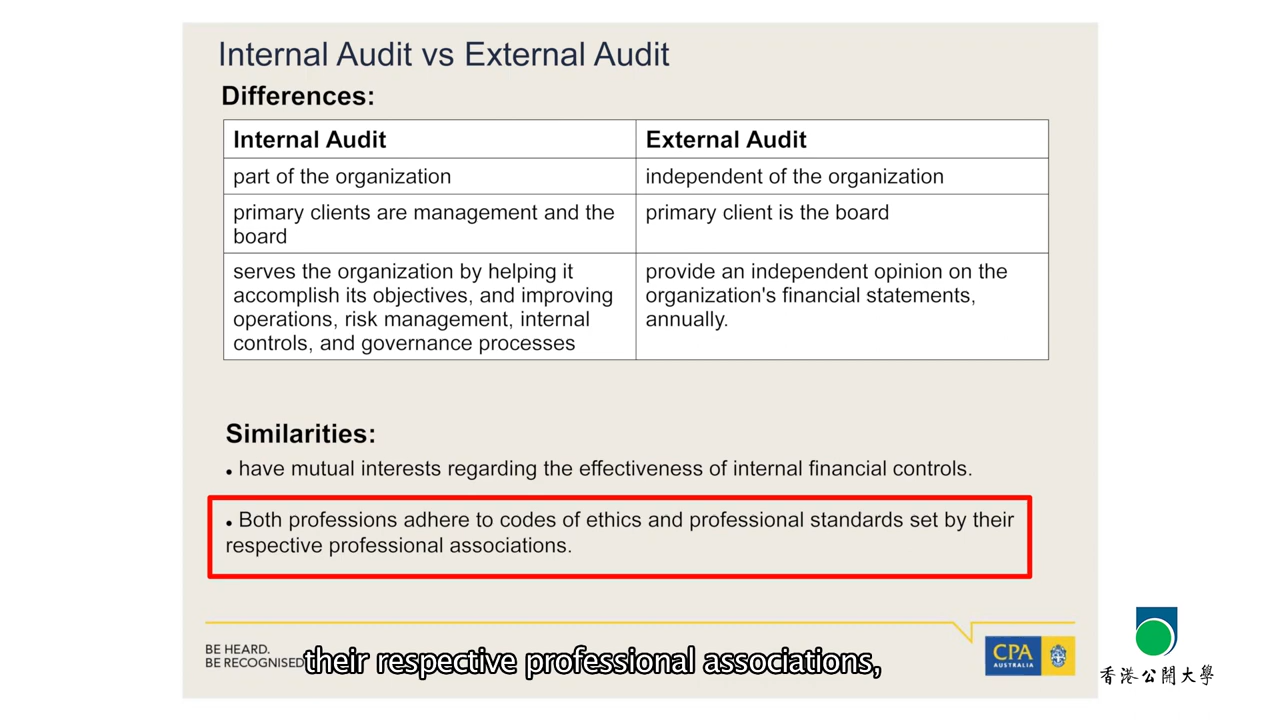 Internal Audit vs External Audit
Differences:
Internal Audit
External Audit
part of the organization
independent of the organization
primary clients are management and the
board
primary client is the board
serves the organization by helping it
accomplish its objectives, and improving
operations, risk management, internal
controls, and governance processes
provide an independent opinion on the
organization's financial statements,
annually.
Similarities:
• have mutual interests regarding the effectiveness of internal financial controls.
• Both professions adhere to codes of ethics and professional standards set by their
respective professional associations.
BE HEARD.
BE RECOGNISED
their respective professional associations,
CPA
AUSTRALIA
香港公開大學